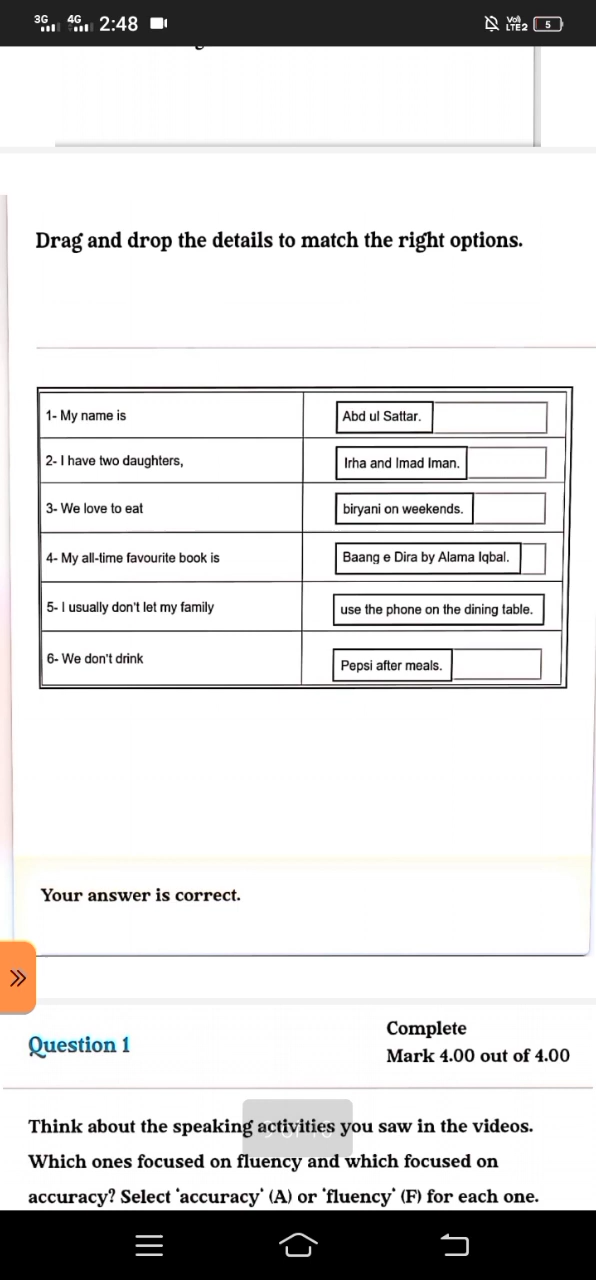 3G 4G 2:48 Vo) LTE2 5
Drag and drop the details to match the right options.
1- My name is Abd ul Sattar.
2- I have two daughters, Irha and Imad Iman.
3- We love to eat biryani on weekends.
4- My all-time favourite book is Baang e Dira by Alama Iqbal.
5- I usually don't let my family use the phone on the dining table.
6- We don't drink Pepsi after meals.
Your answer is correct.
»
Question 1
Complete
Mark 4.00 out of 4.00
Think about the speaking activities you saw in the videos.
Which ones focused on fluency and which focused on
accuracy? Select 'accuracy' (A) or 'fluency' (F) for each one.